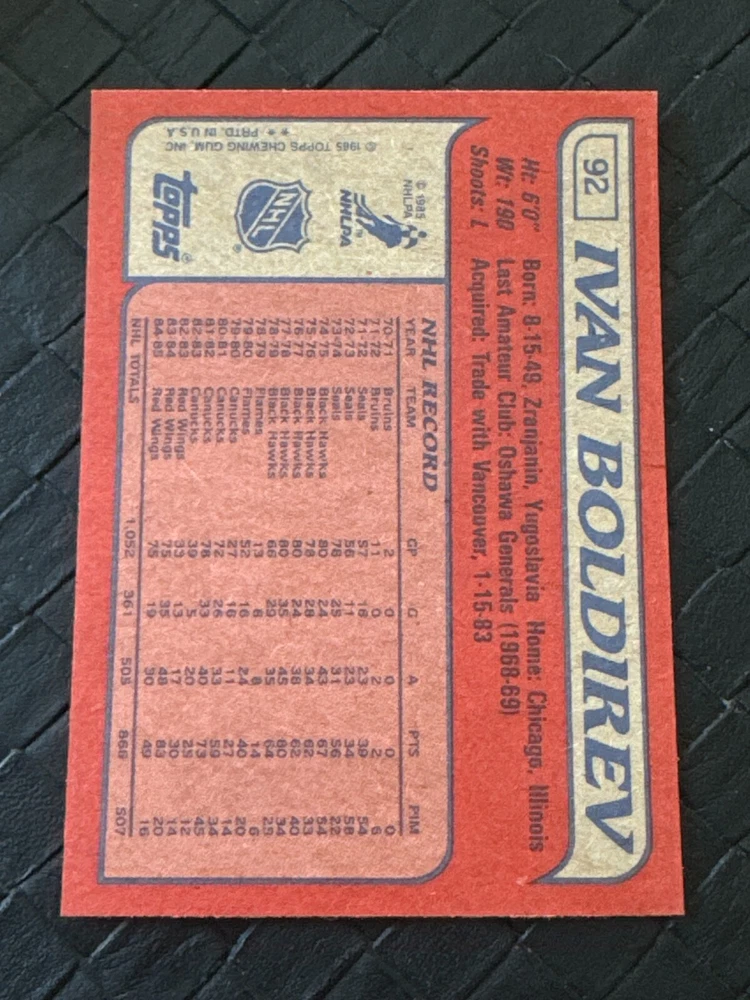 92 IVAN BOLDIREV
Ht: 6'0" Born: 8-15-49, Zranjanin, Yugoslavia Home: Chicago, Illinois
Wt: 190 Last Amateur Club: Oshawa Generals (1968-69)
Shoots: L Acquired: Trade with Vancouver, 1-15-83
© 1985 NHLPA
NHLPA
NHL
®
topps®
© 1985 TOPPS CHEWING GUM, INC
* * PRTD. IN U.S.A
NHL RECORD
YEAR TEAM GP G A PTS PIM
70-71 Bruins 2 0 0 0 0
71-72 Bruins 11 0 2 2 6
71-72 Seals 57 16 23 39 54
72-73 Seals 56 11 23 34 58
73-74 Seals 78 25 31 56 22
74-75 Black Hawks 80 24 43 67 54
75-76 Black Hawks 78 28 34 62 33
76-77 Black Hawks 80 24 38 62 40
77-78 Black Hawks 80 35 45 80 34
78-79 Black Hawks 66 29 35 64 25
78-79 Flames 13 6 8 14 6
79-80 Flames 52 16 24 40 20
79-80 Canucks 27 16 11 27 14
80-81 Canucks 72 26 33 59 34
81-82 Canucks 78 33 40 73 45
82-83 Canucks 39 5 20 25 12
82-83 Red Wings 33 13 17 30 14
83-84 Red Wings 75 35 48 83 20
84-85 Red Wings 75 19 30 49 16
NHL TOTALS 1,052 361 505 866 507